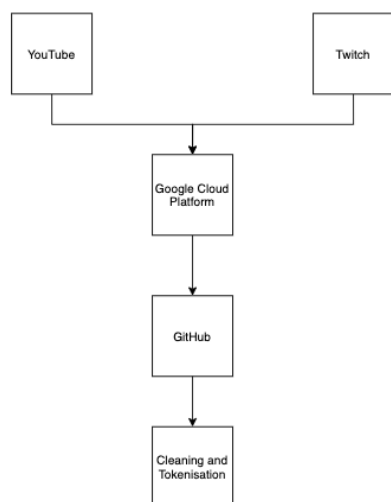 YouTube
Twitch
Google Cloud
Platform
GitHub
Cleaning and
Tokenisation